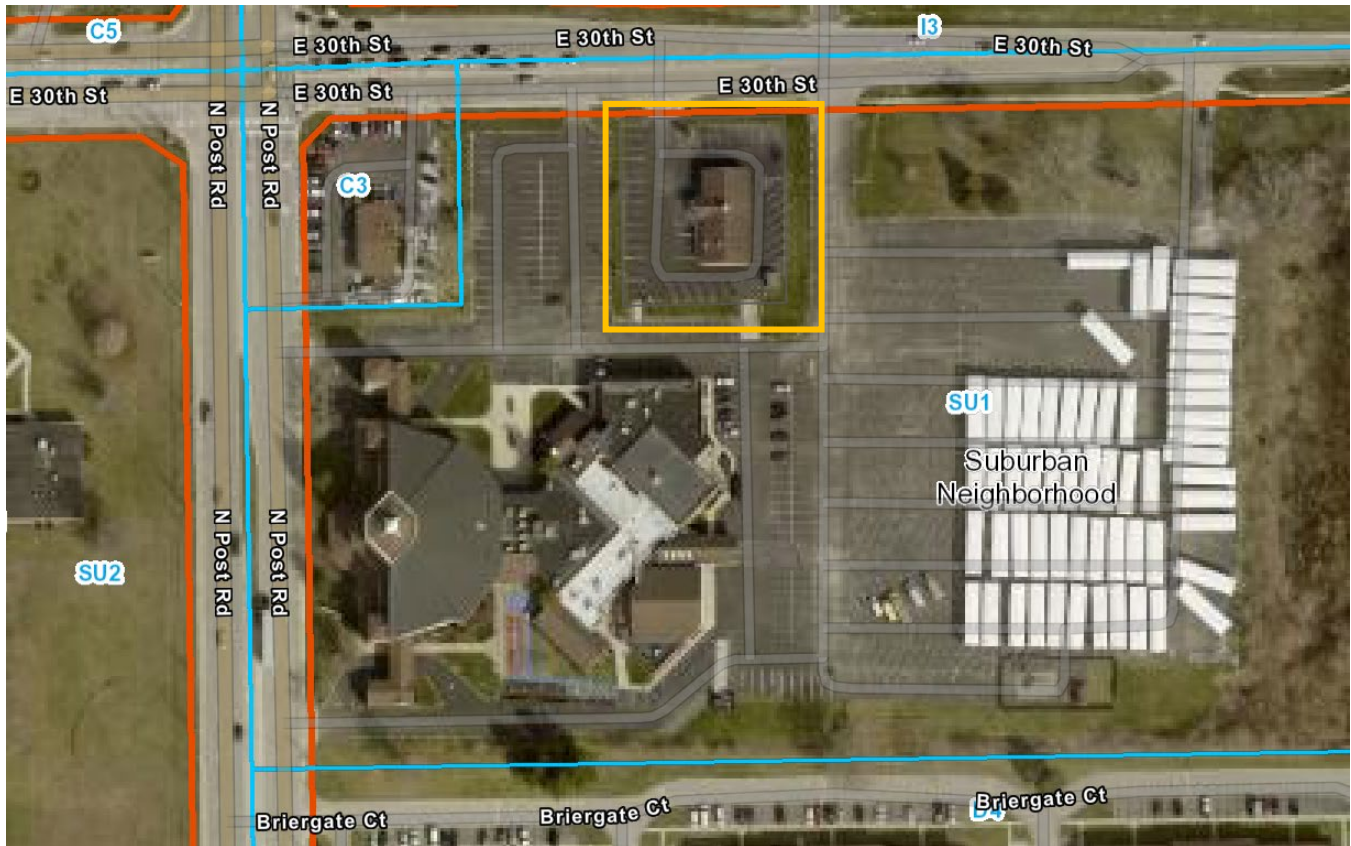 C5
I3
E 30th St
E 30th St
E 30th St
E 30th St
E 30th St
E 30th St
N Post Rd
N Post Rd
C3
SU1
Suburban
Neighborhood
N Post Rd
N Post Rd
SU2
Briergate Ct
Briergate Ct
Briergate Ct
D4